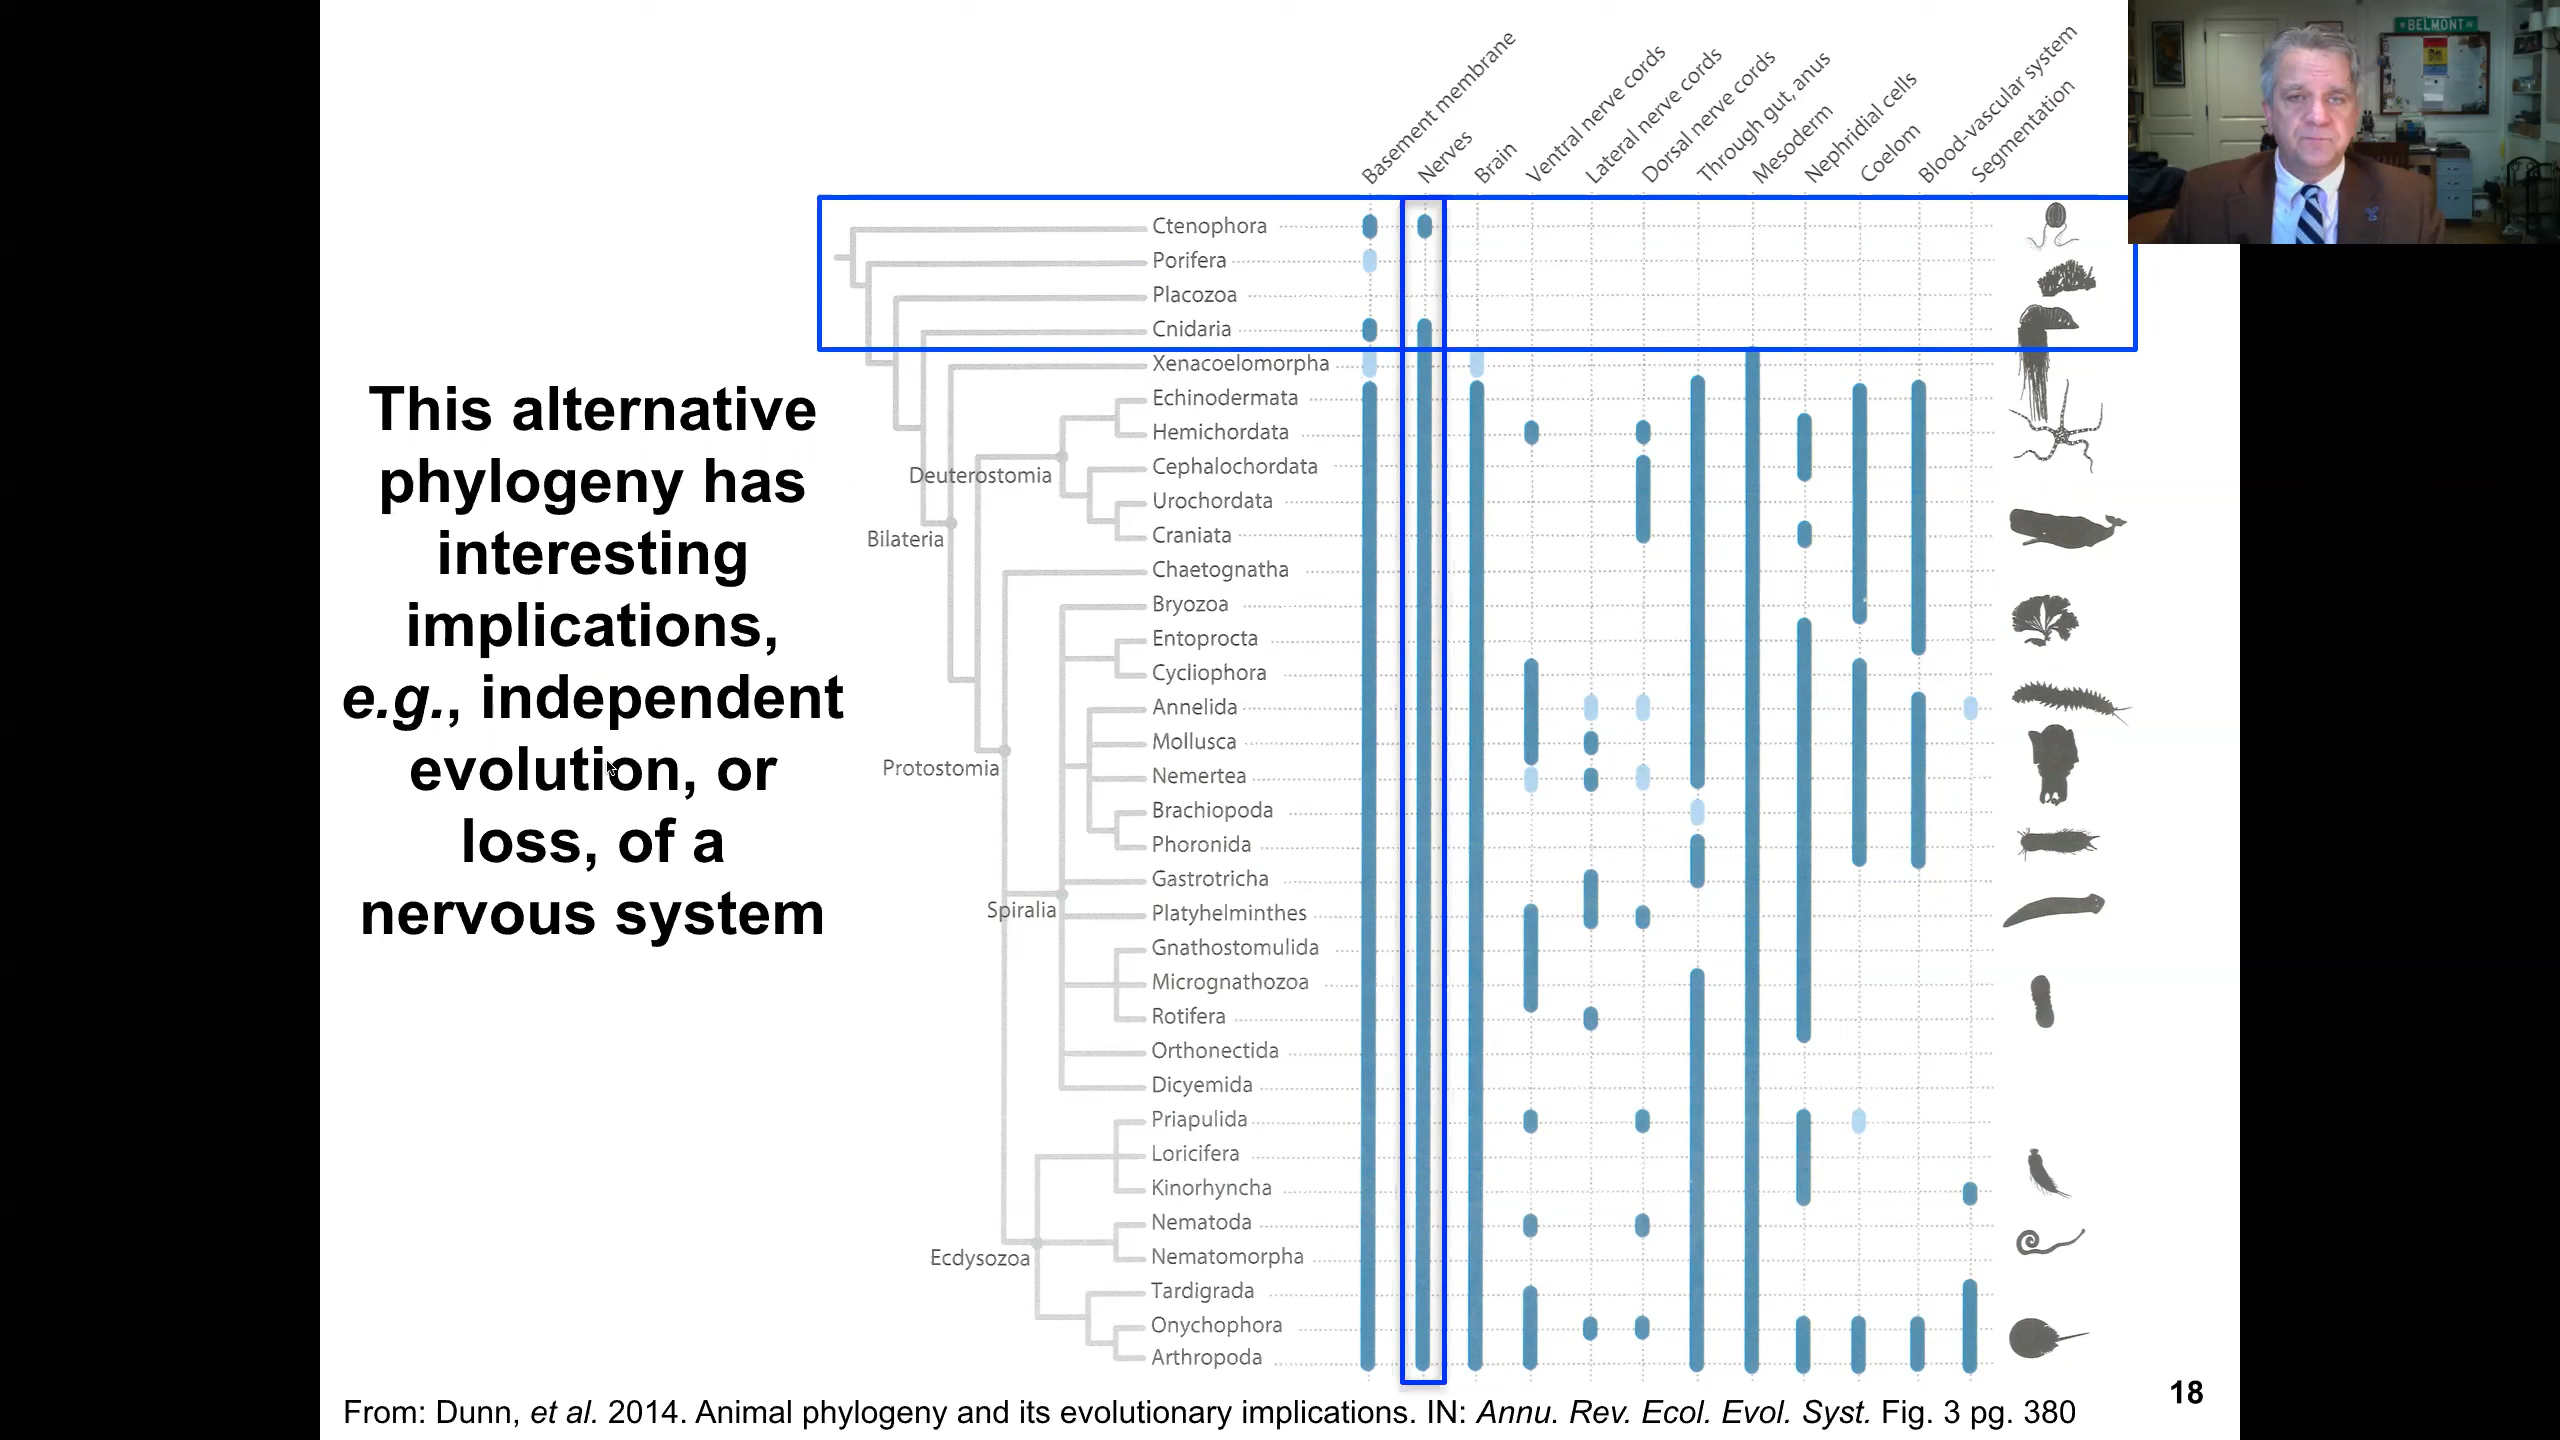 BELMONT AV
Basement membrane
Nerves
Brain
Ventral nerve cords
Lateral nerve cords
Dorsal nerve cords
Through gut, anus
Mesoderm
Nephridial cells
Coelom
Blood-vascular system
Segmentation
Ctenophora
Porifera
Placozoa
Cnidaria
Xenacoelomorpha
Echinodermata
Hemichordata
Cephalochordata
Urochordata
Craniata
Chaetognatha
Bryozoa
Entoprocta
Cycliophora
Annelida
Mollusca
Nemertea
Brachiopoda
Phoronida
Gastrotricha
Platyhelminthes
Gnathostomulida
Micrognathozoa
Rotifera
Orthonectida
Dicyemida
Priapulida
Loricifera
Kinorhyncha
Nematoda
Nematomorpha
Tardigrada
Onychophora
Arthropoda
Deuterostomia
Bilateria
Protostomia
Spiralia
Ecdysozoa
This alternative
phylogeny has
interesting
implications,
e.g., independent
evolution, or
loss, of a
nervous system
18
From: Dunn, et al. 2014. Animal phylogeny and its evolutionary implications. IN: Annu. Rev. Ecol. Evol. Syst. Fig. 3 pg. 380